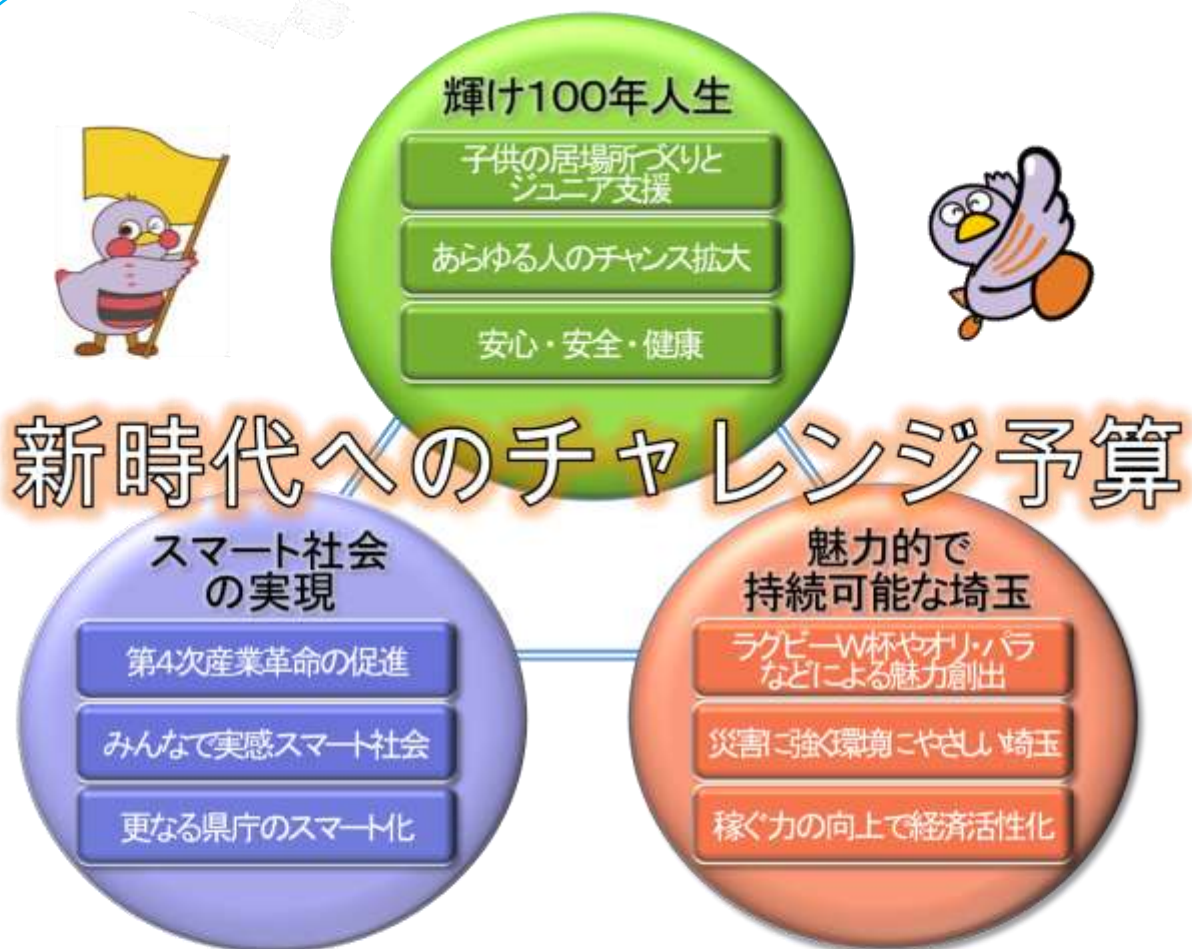 輝け100年人生
子供の居場所づくりと
ジュニア支援
あらゆる人のチャンス拡大
安心・安全・健康
新時代へのチャレンジ予算
スマート社会
の実現
第4次産業革命の促進
みんなで実感スマート社会
更なる県庁のスマート化
魅力的で
持続可能な埼玉
ラグビーW杯やオリ・パラ
などによる魅力創出
災害に強く環境にやさしい埼玉
稼ぐ力の向上で経済活性化